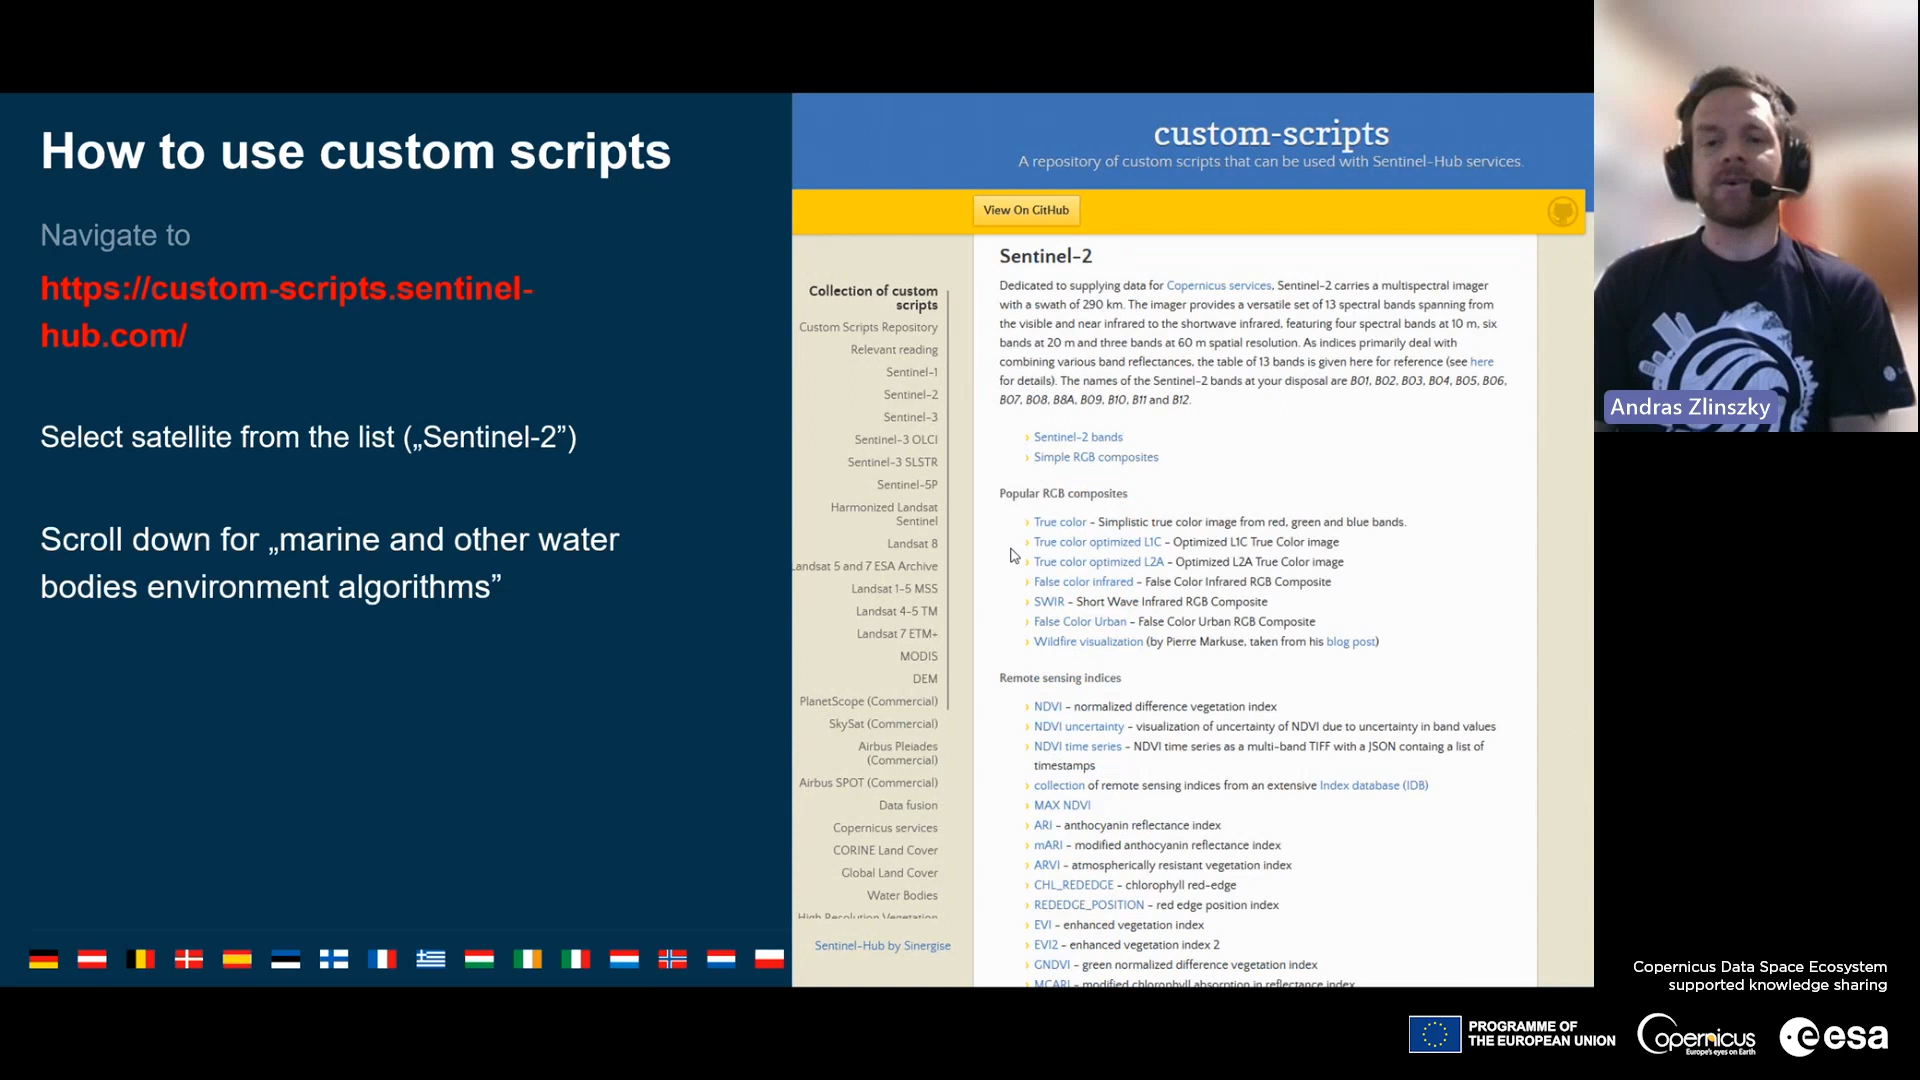 How to use custom scripts
Navigate to
https://custom-scripts.sentinel-
hub.com/
Select satellite from the list („Sentinel-2”)
Scroll down for „marine and other water
bodies environment algorithms”
custom-scripts
A repository of custom scripts that can be used with Sentinel-Hub services.
View On GitHub
Collection of custom
scripts
Custom Scripts Repository
Relevant reading
Sentinel-1
Sentinel-2
Sentinel-3
Sentinel-3 OLCI
Sentinel-3 SLSTR
Sentinel-5P
Harmonized Landsat
Sentinel
Landsat 8
Landsat 5 and 7 ESA Archive
Landsat 1-5 MSS
Landsat 4-5 TM
Landsat 7 ETM+
MODIS
DEM
PlanetScope (Commercial)
SkySat (Commercial)
Airbus Pleiades
(Commercial)
Airbus SPOT (Commercial)
Data fusion
Copernicus services
CORINE Land Cover
Global Land Cover
Water Bodies
High Resolution Vegetation
Sentinel-Hub by Sinergise
Sentinel-2
Dedicated to supplying data for Copernicus services, Sentinel-2 carries a multispectral imager
with a swath of 290 km. The imager provides a versatile set of 13 spectral bands spanning from
the visible and near infrared to the shortwave infrared, featuring four spectral bands at 10 m, six
bands at 20 m and three bands at 60 m spatial resolution. As indices primarily deal with
combining various band reflectances, the table of 13 bands is given here for reference (see here
for details). The names of the Sentinel-2 bands at your disposal are B01, B02, B03, B04, B05, B06,
B07, B08, B8A, B09, B10, B11 and B12.
› Sentinel-2 bands
› Simple RGB composites
Popular RGB composites
› True color – Simplistic true color image from red, green and blue bands.
› True color optimized L1C – Optimized L1C True Color image
› True color optimized L2A – Optimized L2A True Color image
› False color infrared – False Color Infrared RGB Composite
› SWIR – Short Wave Infrared RGB Composite
› False Color Urban – False Color Urban RGB Composite
› Wildfire visualization (by Pierre Markuse, taken from his blog post)
Remote sensing indices
› NDVI – normalized difference vegetation index
› NDVI uncertainty – visualization of uncertainty of NDVI due to uncertainty in band values
› NDVI time series – NDVI time series as a multi-band TIFF with a JSON containg a list of
timestamps
› collection of remote sensing indices from an extensive Index database (IDB)
› MAX NDVI
› ARI – anthocyanin reflectance index
› mARI – modified anthocyanin reflectance index
› ARVI – atmospherically resistant vegetation index
› CHL_REDEDGE – chlorophyll red-edge
› REDEDGE_POSITION – red edge position index
› EVI – enhanced vegetation index
› EVI2 – enhanced vegetation index 2
› GNDVI – green normalized difference vegetation index
› MCARI – modified chlorophyll absorption in reflectance index
Andras Zlinszky
Copernicus Data Space Ecosystem
supported knowledge sharing
PROGRAMME OF
THE EUROPEAN UNION
Copernicus
Europe's eyes on Earth
esa